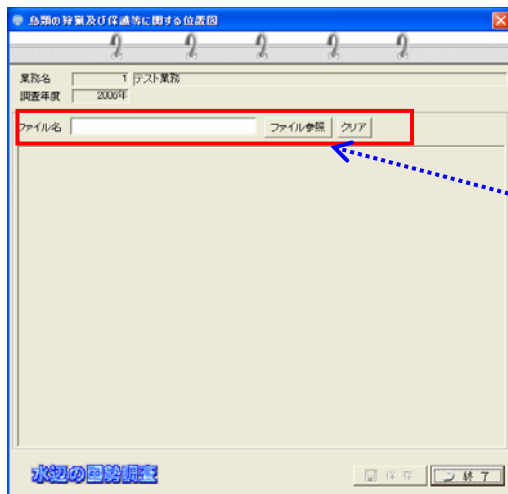 鳥類の狩猟及び保護等に関する位置図
業務名 1 テスト業務
調査年度 2006年
ファイル名 ファイル参照 クリア
水辺の国勢調査 保存 終了